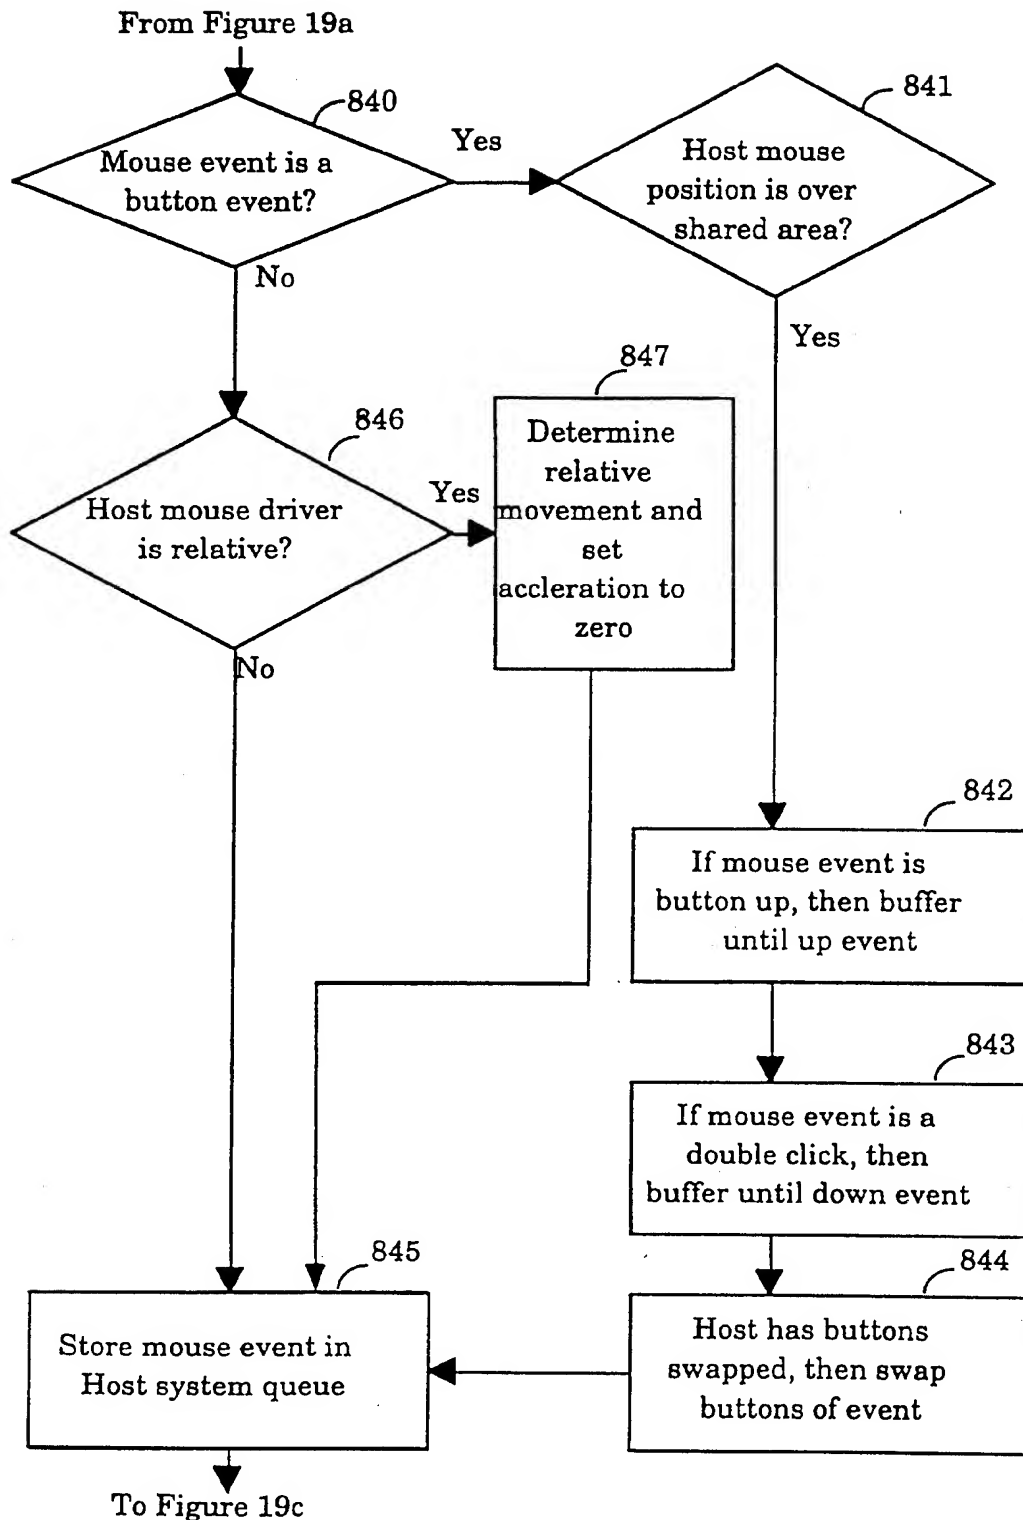 From Figure 19a
840
Mouse event is a
button event?
Yes
841
Host mouse
position is over
shared area?
No
Yes
846
Host mouse driver
is relative?
Yes
847
Determine
relative
movement and
set
accleration to
zero
No
842
If mouse event is
button up, then buffer
until up event
843
If mouse event is a
double click, then
buffer until down event
844
Host has buttons
swapped, then swap
buttons of event
845
Store mouse event in
Host system queue
To Figure 19c